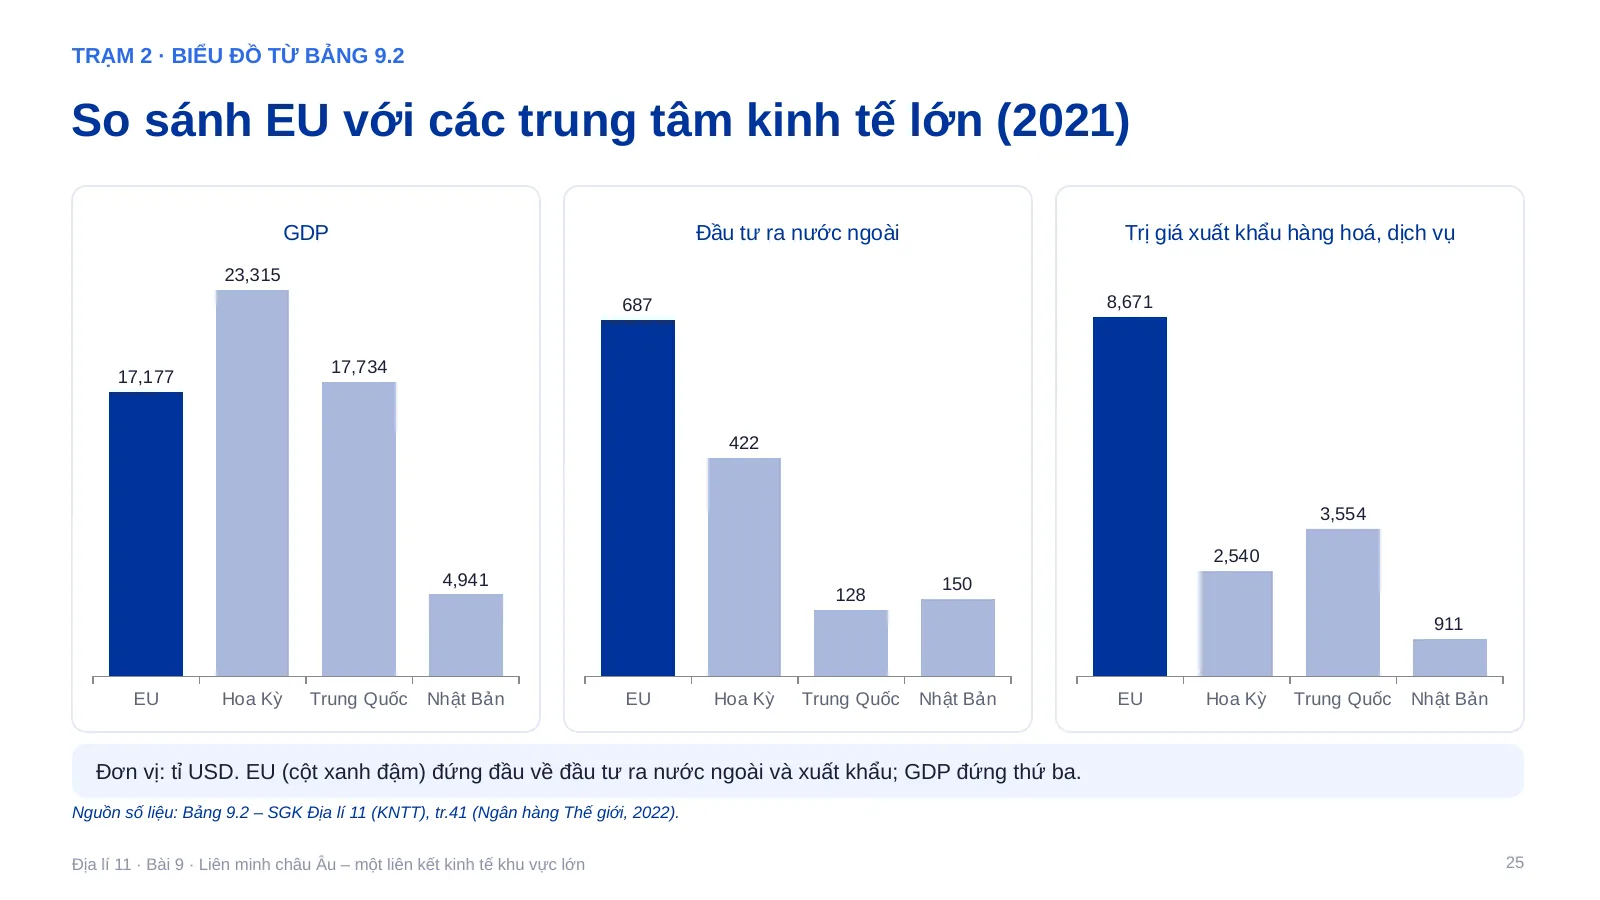 TRẠM 2 · BIỂU ĐỒ TỪ BẢNG 9.2
So sánh EU với các trung tâm kinh tế lớn (2021)
GDP
23,315
17,177
17,734
4,941
EU Hoa Kỳ Trung Quốc Nhật Bản
Đầu tư ra nước ngoài
687
422
128
150
EU Hoa Kỳ Trung Quốc Nhật Bản
Trị giá xuất khẩu hàng hoá, dịch vụ
8,671
2,540
3,554
911
EU Hoa Kỳ Trung Quốc Nhật Bản
Đơn vị: tỉ USD. EU (cột xanh đậm) đứng đầu về đầu tư ra nước ngoài và xuất khẩu; GDP đứng thứ ba.
Nguồn số liệu: Bảng 9.2 – SGK Địa lí 11 (KNTT), tr.41 (Ngân hàng Thế giới, 2022).
Địa lí 11 · Bài 9 · Liên minh châu Âu – một liên kết kinh tế khu vực lớn
25